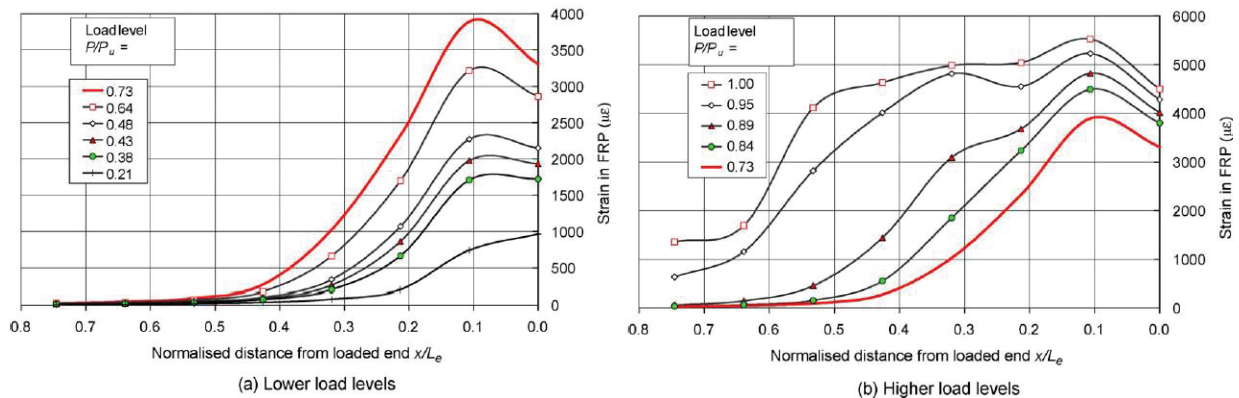 Load level
P/Pu =
0.73
0.64
0.48
0.43
0.38
0.21
4000
3500
3000
2500
2000
1500
1000
500
0
Strain in FRP (με)
0.8 0.7 0.6 0.5 0.4 0.3 0.2 0.1 0.0
Normalised distance from loaded end x/Le
(a) Lower load levels
Load level
P/Pu =
1.00
0.95
0.89
0.84
0.73
6000
5000
4000
3000
2000
1000
0
Strain in FRP (με)
0.8 0.7 0.6 0.5 0.4 0.3 0.2 0.1 0.0
Normalised distance from loaded end x/Le
(b) Higher load levels